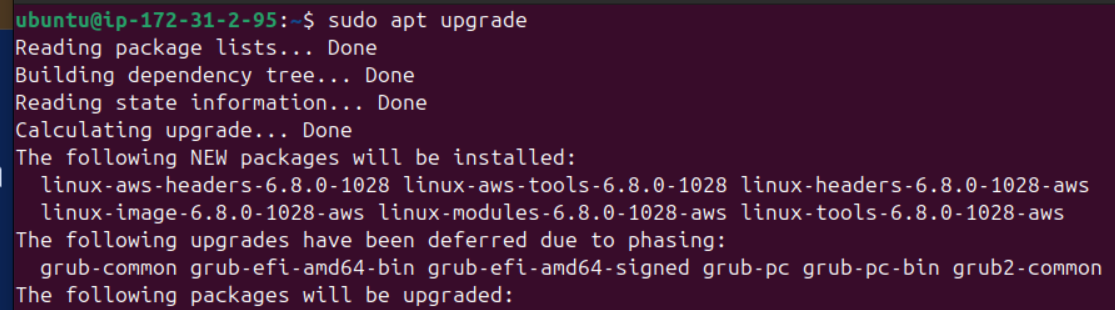 ubuntu@ip-172-31-2-95:~$ sudo apt upgrade
Reading package lists... Done
Building dependency tree... Done
Reading state information... Done
Calculating upgrade... Done
The following NEW packages will be installed:
  linux-aws-headers-6.8.0-1028 linux-aws-tools-6.8.0-1028 linux-headers-6.8.0-1028-aws
  linux-image-6.8.0-1028-aws linux-modules-6.8.0-1028-aws linux-tools-6.8.0-1028-aws
The following upgrades have been deferred due to phasing:
  grub-common grub-efi-amd64-bin grub-efi-amd64-signed grub-pc grub-pc-bin grub2-common
The following packages will be upgraded: